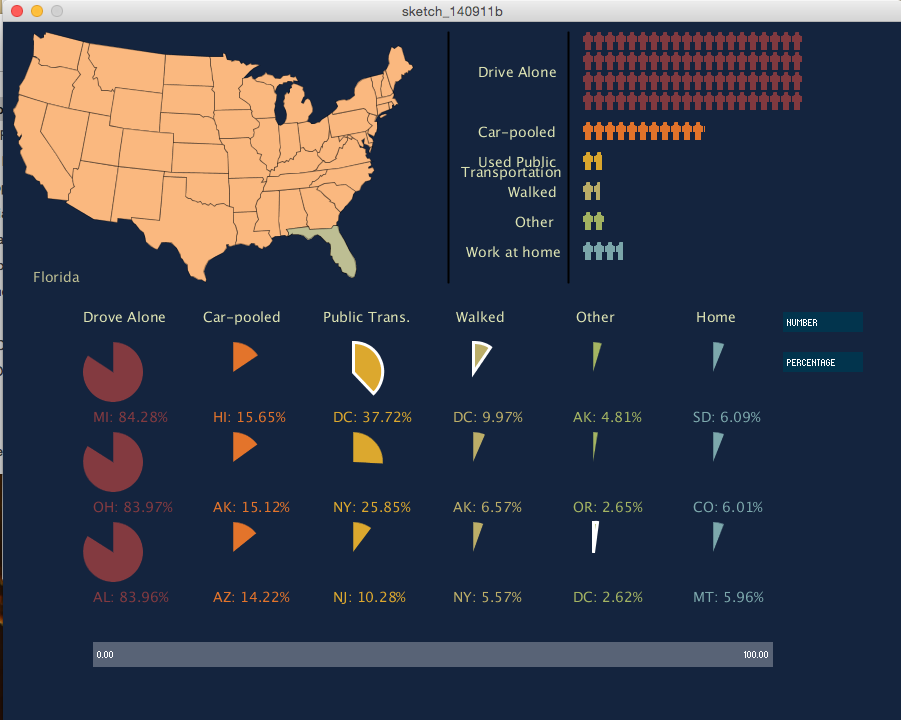 sketch_140911b
Drive Alone
Car-pooled
Used Public
Transportation
Walked
Other
Work at home
Florida
Drove Alone Car-pooled Public Trans. Walked Other Home
NUMBER
PERCENTAGE
MI: 84.28% HI: 15.65% DC: 37.72% DC: 9.97% AK: 4.81% SD: 6.09%
OH: 83.97% AK: 15.12% NY: 25.85% AK: 6.57% OR: 2.65% CO: 6.01%
AL: 83.96% AZ: 14.22% NJ: 10.28% NY: 5.57% DC: 2.62% MT: 5.96%
0.00 100.00